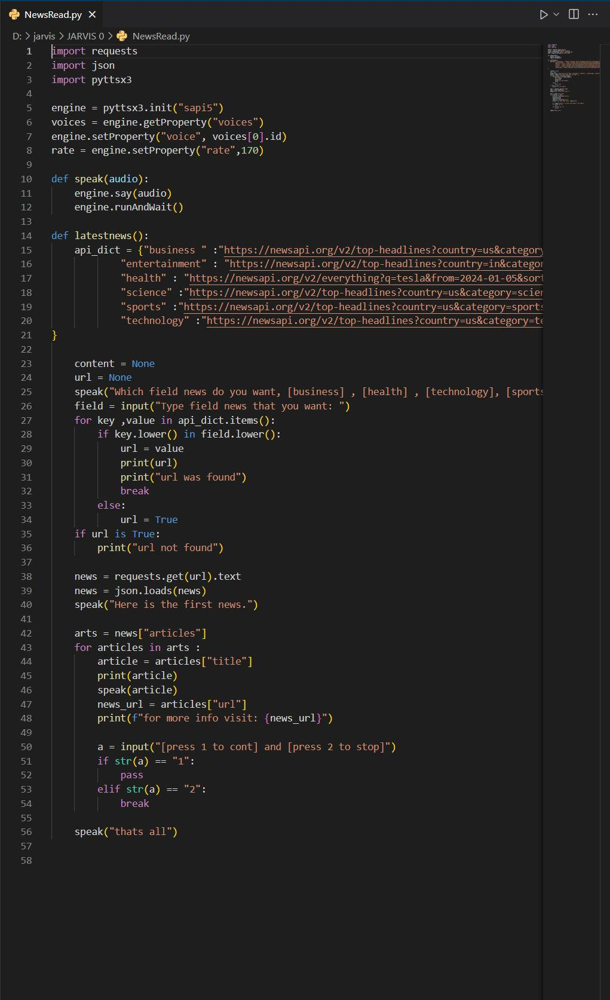 NewsRead.py
D: > jarvis > JARVIS 0 > NewsRead.py
1 import requests
2 import json
3 import pyttsx3
4
5 engine = pyttsx3.init("sapi5")
6 voices = engine.getProperty("voices")
7 engine.setProperty("voice", voices[0].id)
8 rate = engine.setProperty("rate",170)
9
10 def speak(audio):
11     engine.say(audio)
12     engine.runAndWait()
13
14 def latestnews():
15     api_dict = {"business " :"https://newsapi.org/v2/top-headlines?country=us&category
16             "entertainment" : "https://newsapi.org/v2/top-headlines?country=in&categor
17             "health" : "https://newsapi.org/v2/everything?q=tesla&from=2024-01-05&sort
18             "science" :"https://newsapi.org/v2/top-headlines?country=us&category=scien
19             "sports" :"https://newsapi.org/v2/top-headlines?country=us&category=sports
20             "technology" :"https://newsapi.org/v2/top-headlines?country=us&category=te
21 }
22
23     content = None
24     url = None
25     speak("Which field news do you want, [business] , [health] , [technology], [sports
26     field = input("Type field news that you want: ")
27     for key ,value in api_dict.items():
28         if key.lower() in field.lower():
29             url = value
30             print(url)
31             print("url was found")
32             break
33         else:
34             url = True
35     if url is True:
36         print("url not found")
37
38     news = requests.get(url).text
39     news = json.loads(news)
40     speak("Here is the first news.")
41
42     arts = news["articles"]
43     for articles in arts :
44         article = articles["title"]
45         print(article)
46         speak(article)
47         news_url = articles["url"]
48         print(f"for more info visit: {news_url}")
49
50         a = input("[press 1 to cont] and [press 2 to stop]")
51         if str(a) == "1":
52             pass
53         elif str(a) == "2":
54             break
55
56     speak("thats all")
57
58